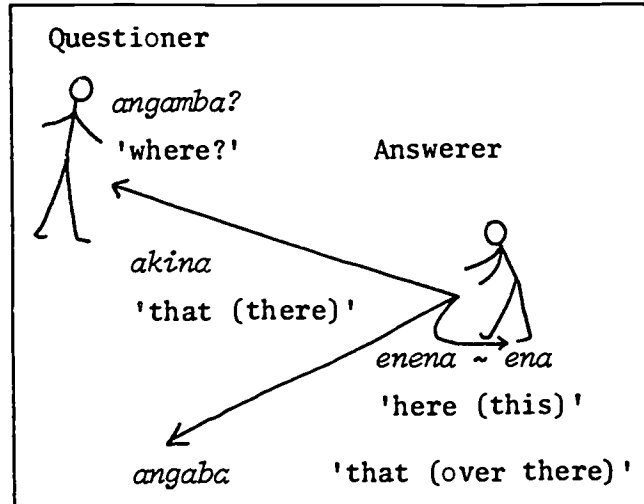 Questioner
angamba?
'where?'
Answerer
akina
'that (there)'
enena ~ ena
'here (this)'
angaba
'that (over there)'